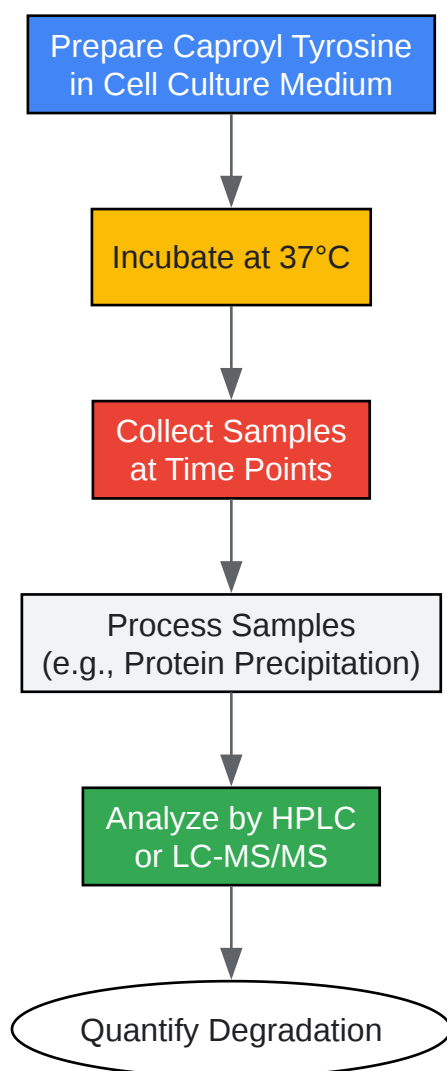 Prepare Caproyl Tyrosine
in Cell Culture Medium
Incubate at 37°C
Collect Samples
at Time Points
Process Samples
(e.g., Protein Precipitation)
Analyze by HPLC
or LC-MS/MS
Quantify Degradation